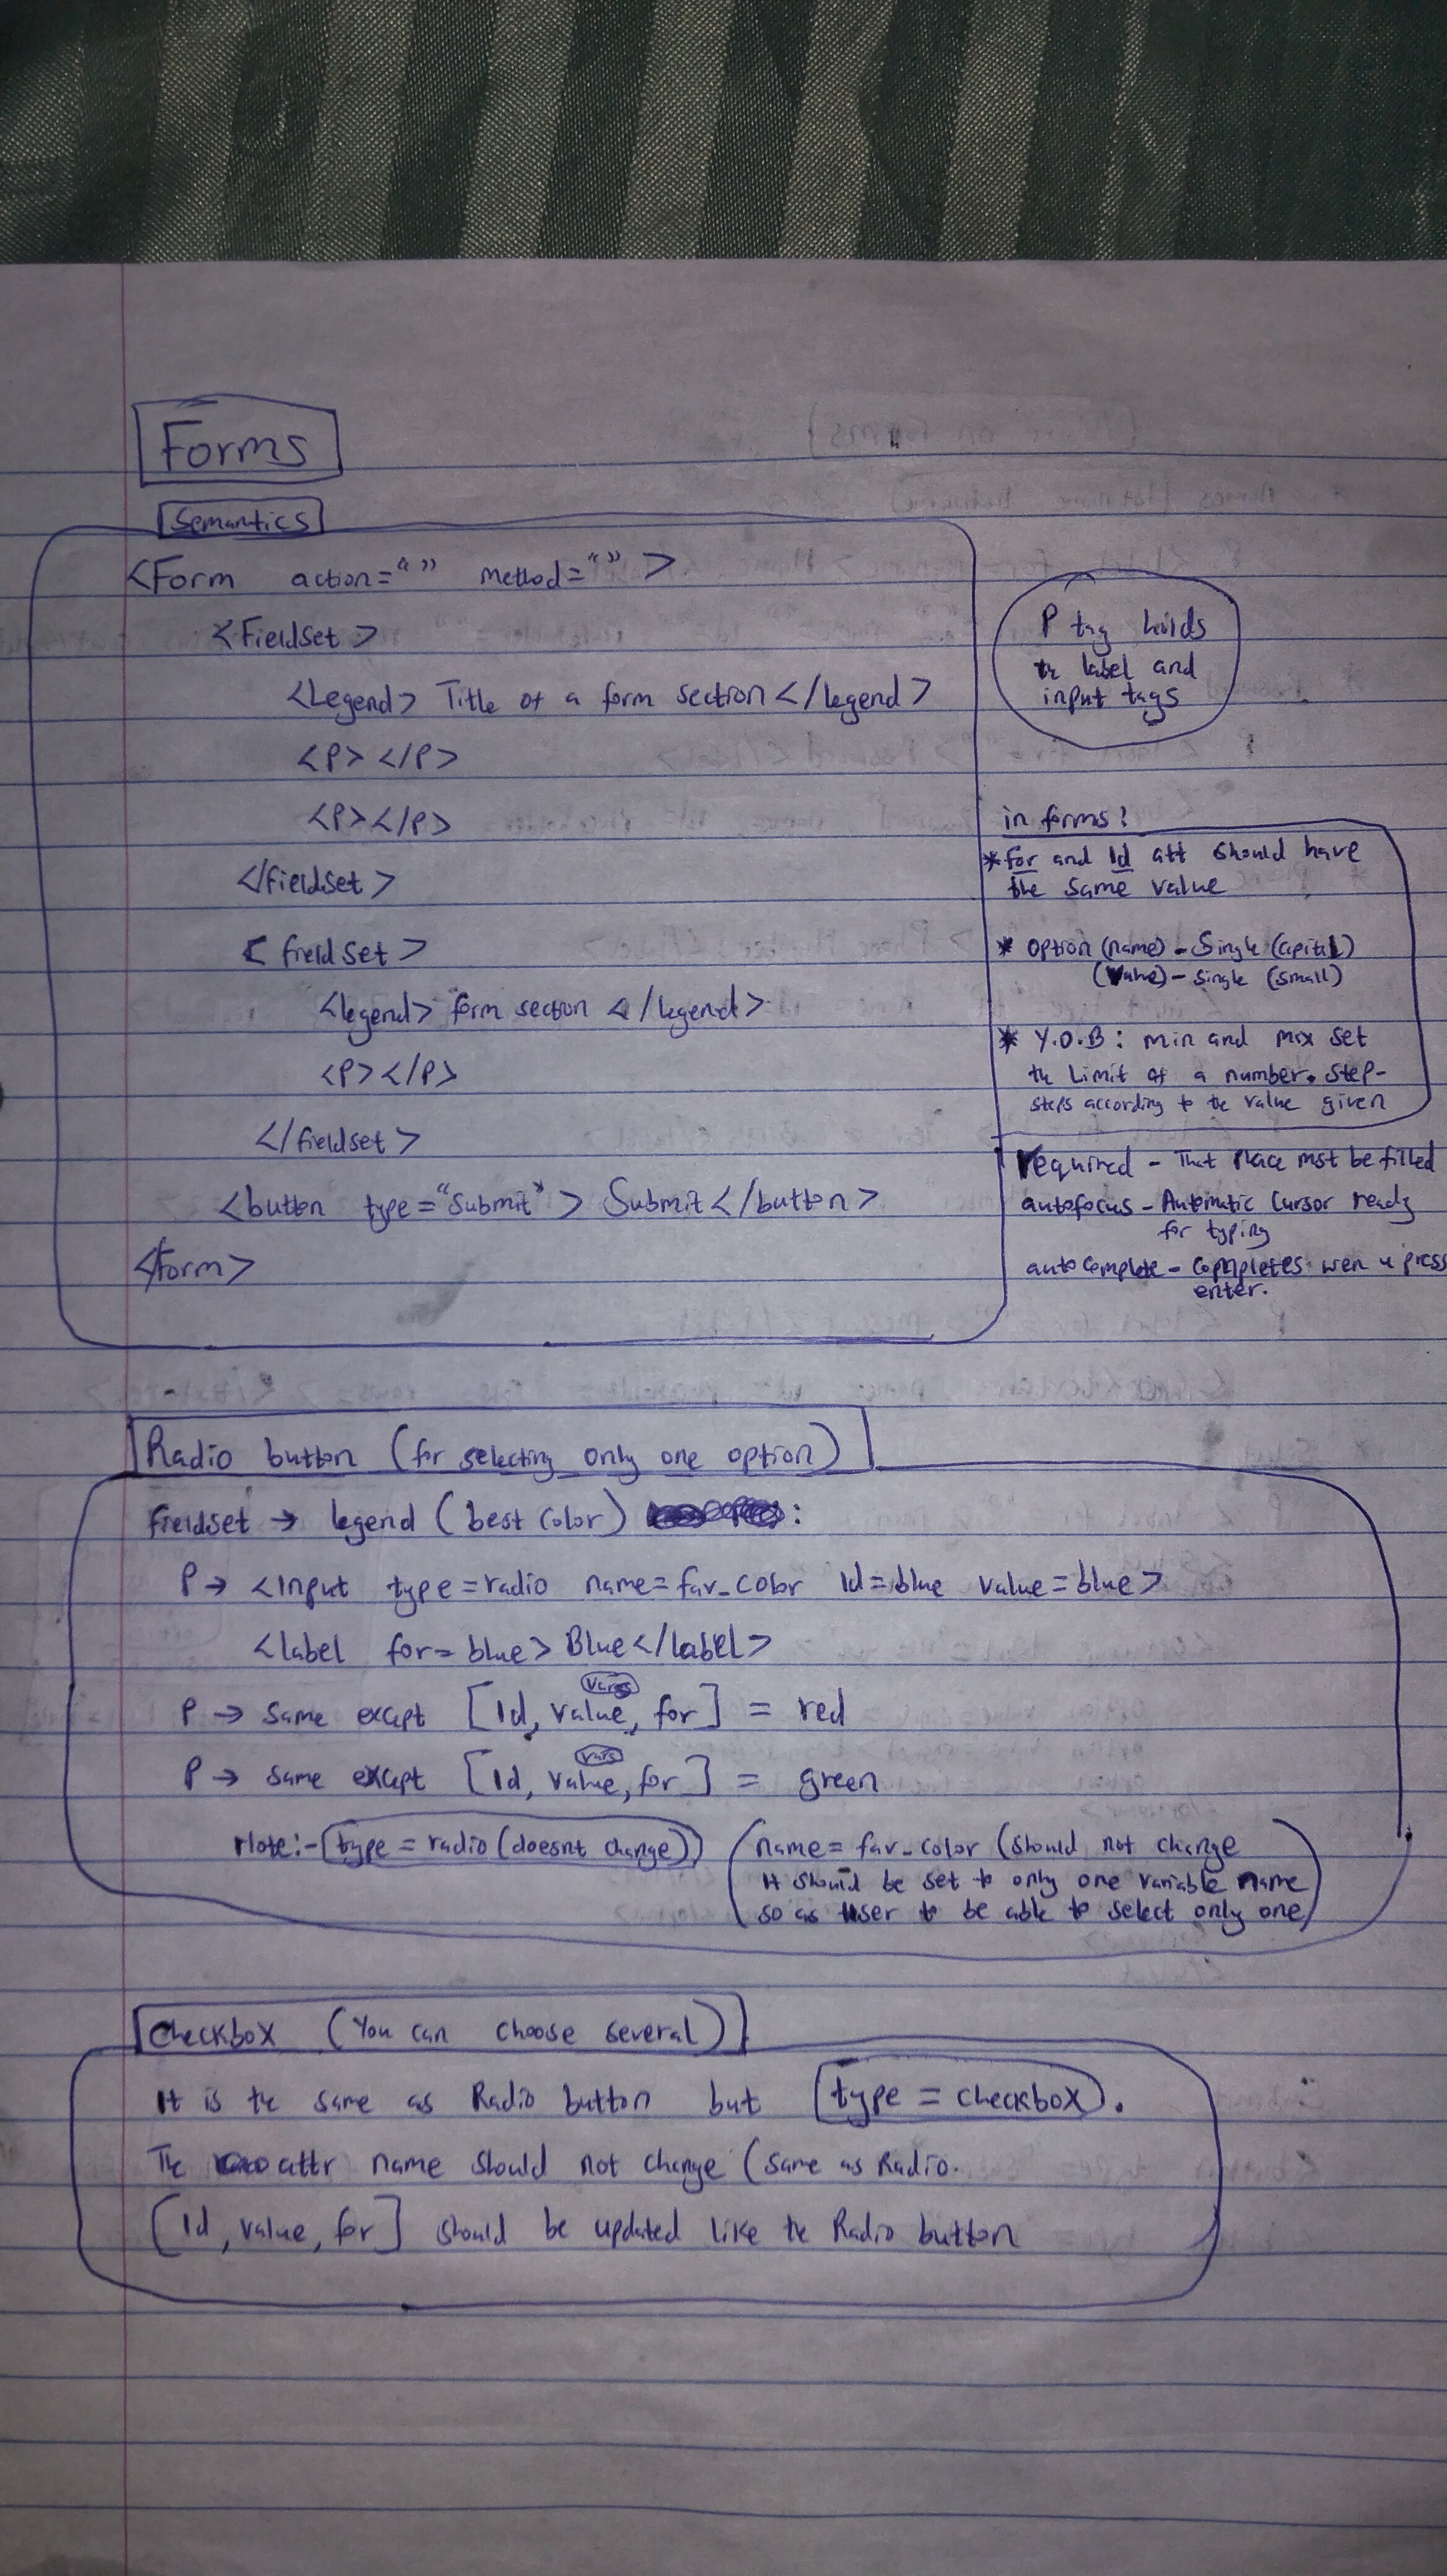 Forms
Semantics
<Form action="" method="">
<Fieldset>
<Legend> Title of a form section </legend>
<P> </P>
<P></P>
</fieldset>
< fieldset>
<legend> form section </legend>
<P></P>
</fieldset>
<button type="Submit"> Submit </button>
</Form>
P tag holds
the label and
input tags
in forms:
* for and Id att should have
the same value
* option (name) - Single (capital)
(Value) - single (small)
* Y.O.B : min and max set
the Limit of a number. Step-
steps according to the value given
required - That place must be filled
autofocus - Automatic cursor ready
for typing
autocomplete - completes wen u press
enter.
Radio button (for selecting only one option)
fieldset → legend (best color) :
P → <Input type=radio name=fav_color Id=blue value=blue>
<label for=blue> Blue </label>
vars
P → Same except [Id, value, for] = red
vars
P → Same except [Id, value, for] = green
Note:- type = radio (doesnt change)
(name= fav_color (should not change
It should be set to only one variable name
so as user to be able to select only one)
Checkbox (You can choose several)
It is the same as Radio button but type = checkbox.
The attr name should not change (same as Radio.
[Id, value, for] should be updated like the Radio button